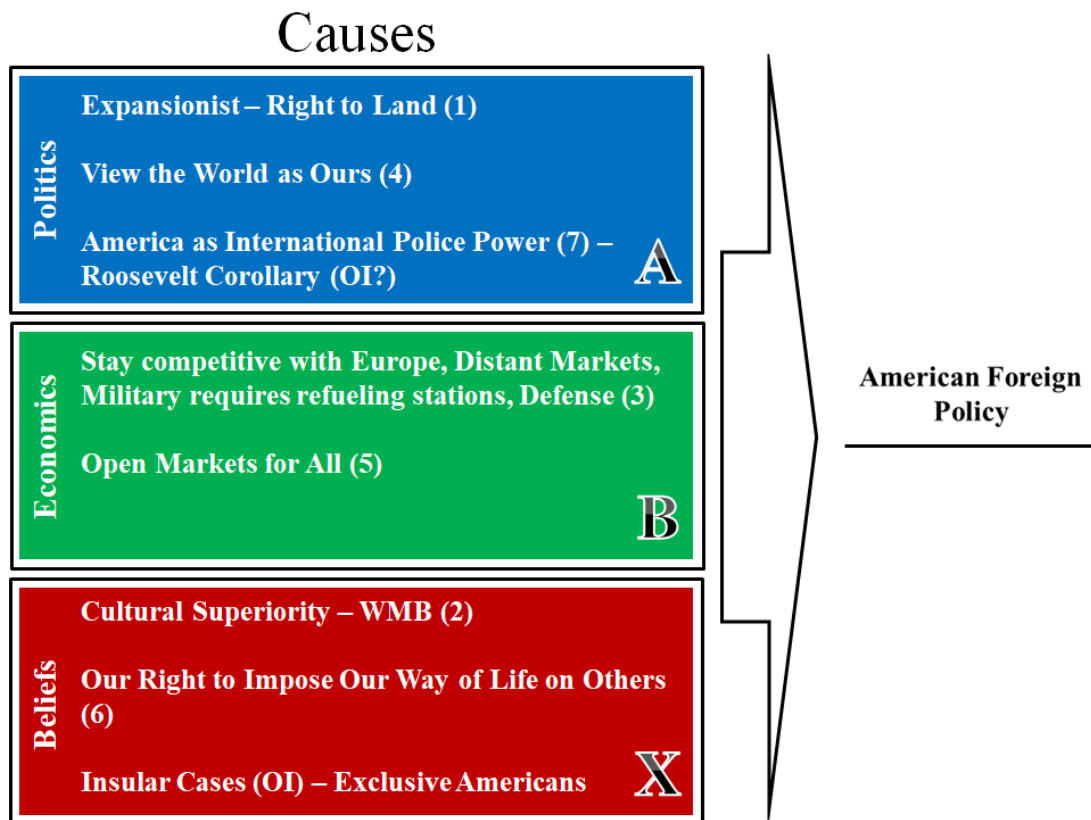 Causes
Politics
Expansionist – Right to Land (1)
View the World as Ours (4)
America as International Police Power (7) –
Roosevelt Corollary (OI?)
A
Economics
Stay competitive with Europe, Distant Markets,
Military requires refueling stations, Defense (3)
Open Markets for All (5)
B
Beliefs
Cultural Superiority – WMB (2)
Our Right to Impose Our Way of Life on Others
(6)
Insular Cases (OI) – Exclusive Americans
X
American Foreign
Policy